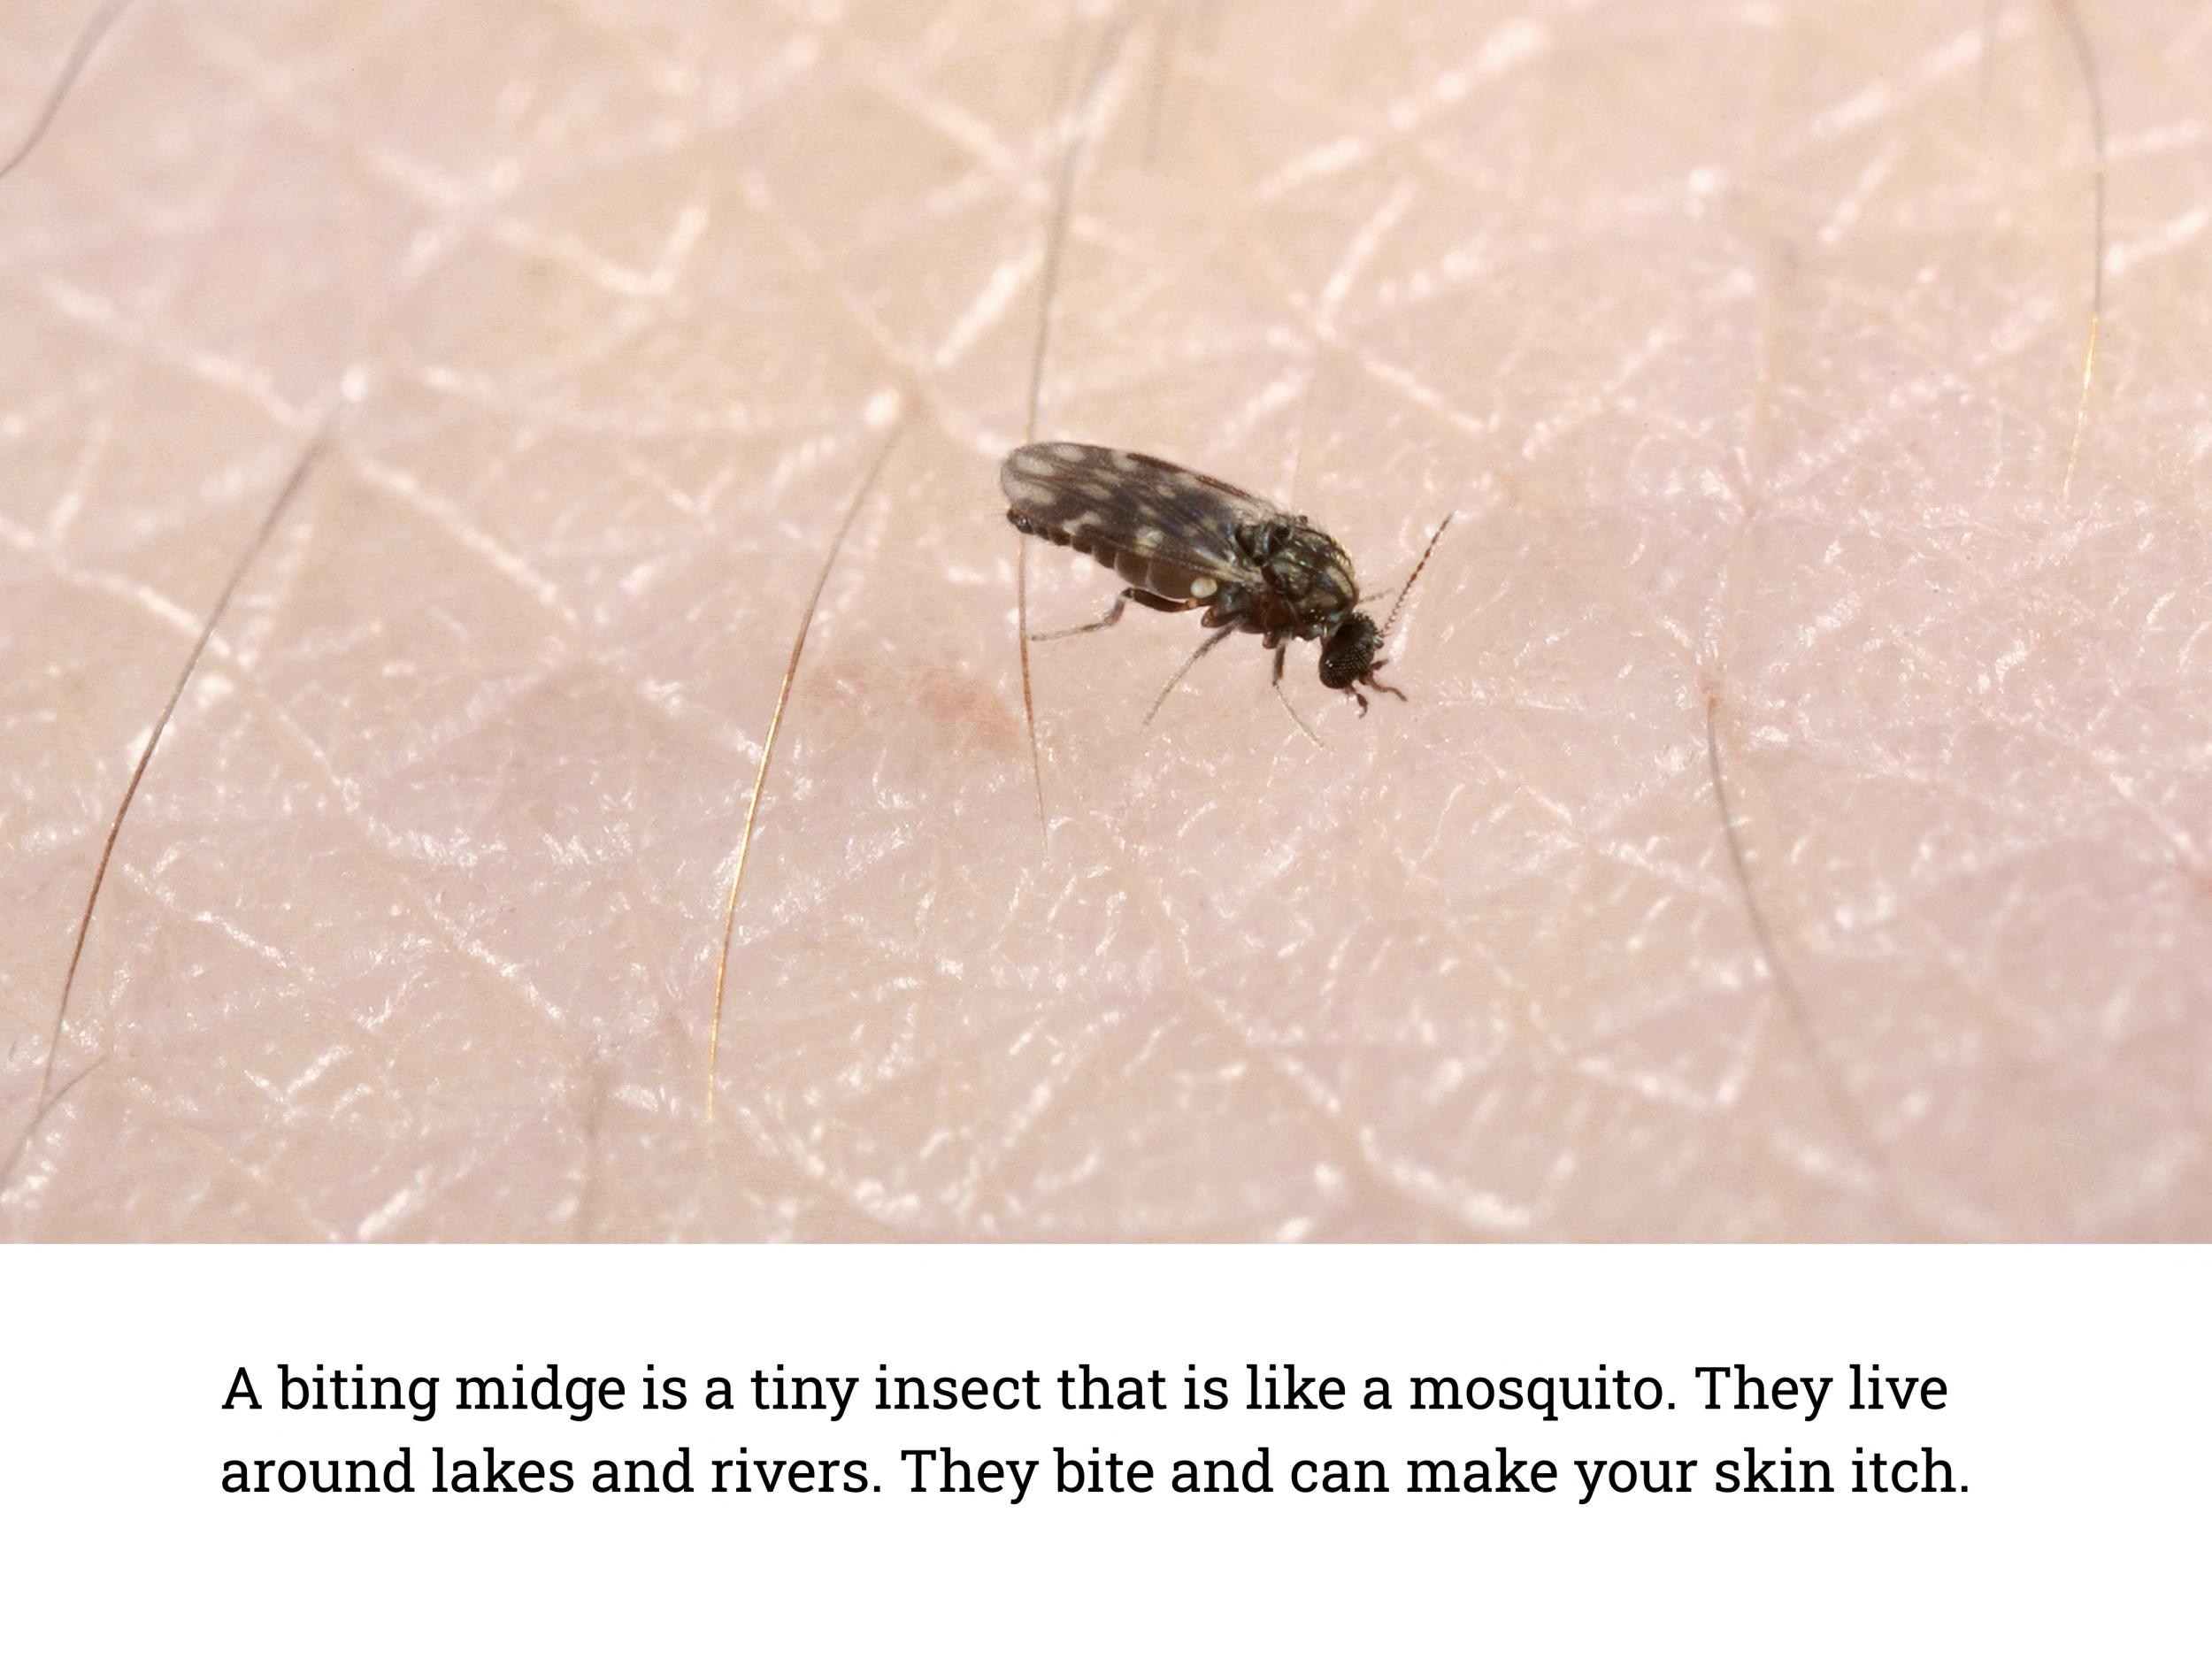 A biting midge is a tiny insect that is like a mosquito. They live
around lakes and rivers. They bite and can make your skin itch.